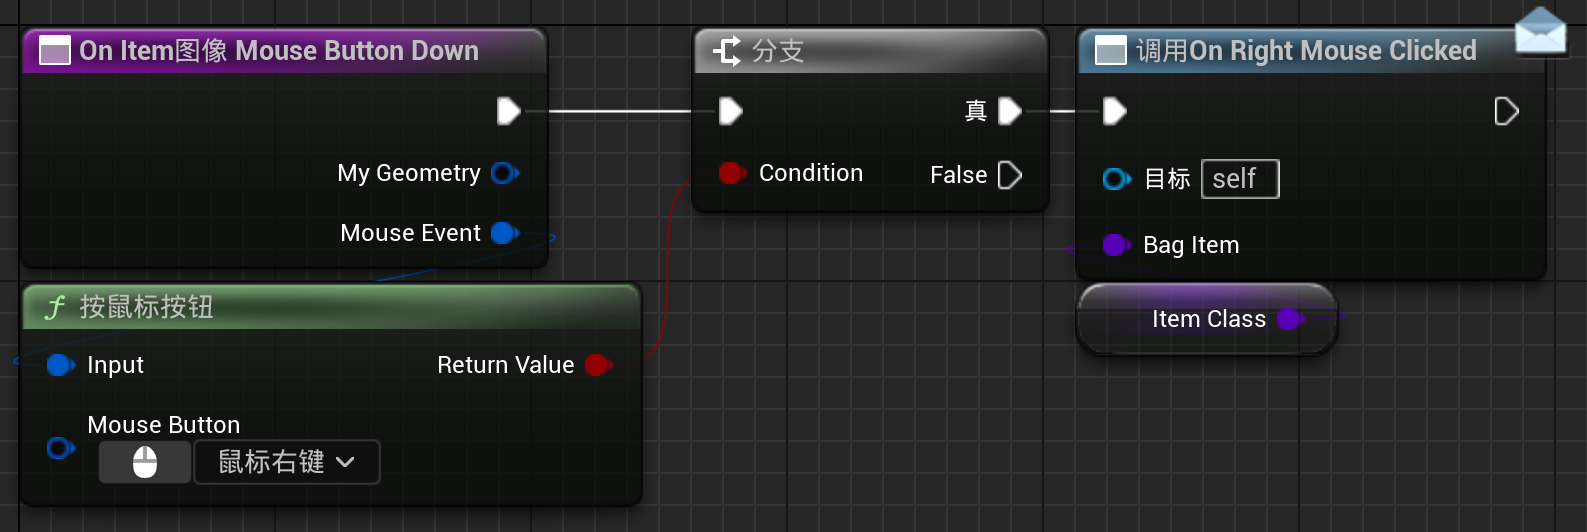 On Item图像 Mouse Button Down
My Geometry
Mouse Event
按鼠标按钮
Input
Return Value
Mouse Button
鼠标右键
分支
真
Condition
False
调用On Right Mouse Clicked
目标 self
Bag Item
Item Class